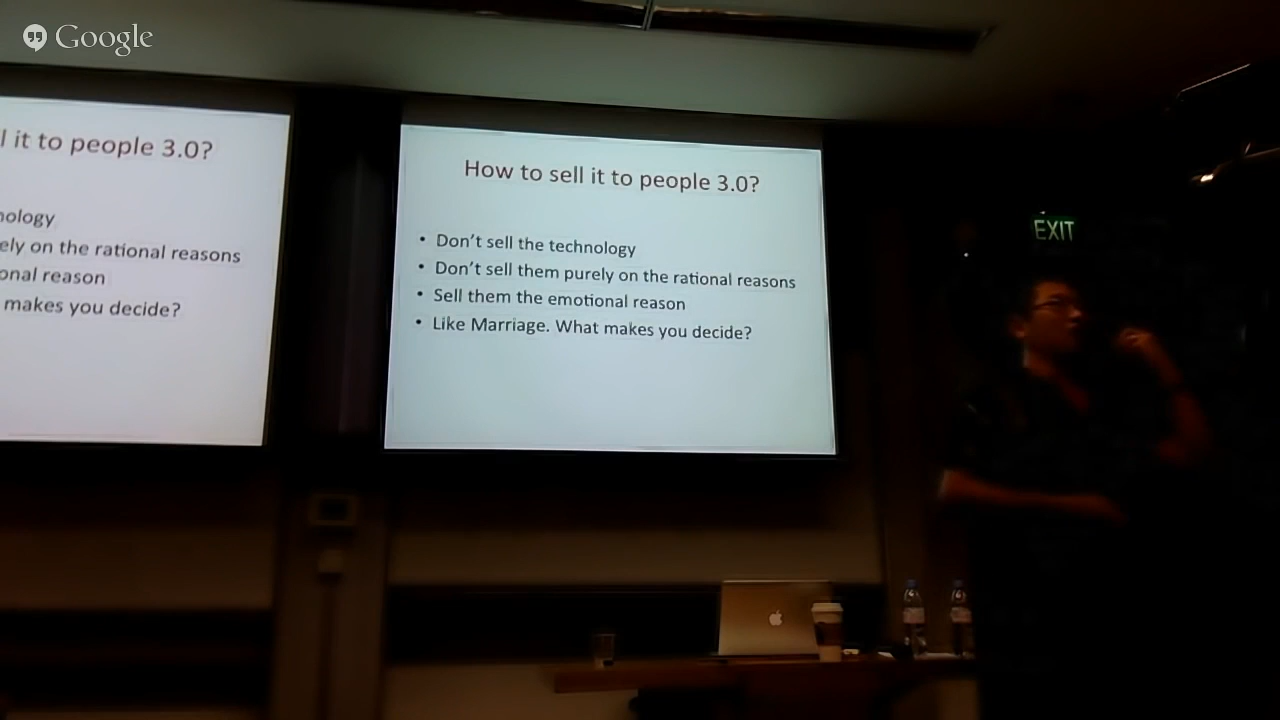 Google
l it to people 3.0?
nology
ely on the rational reasons
onal reason
makes you decide?
How to sell it to people 3.0?
• Don't sell the technology
• Don't sell them purely on the rational reasons
• Sell them the emotional reason
• Like Marriage. What makes you decide?
EXIT